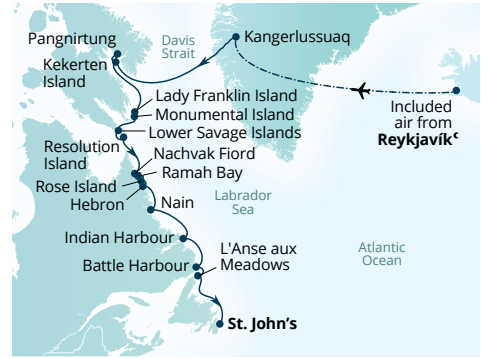 Pangnirtung
Davis
Strait
Kangerlussuaq
Kekerten
Island
Lady Franklin Island
Monumental Island
Included
air from
Reykjavíkᶜ
Lower Savage Islands
Resolution
Island
Nachvak Fiord
Ramah Bay
Rose Island
Hebron
Labrador
Sea
Nain
Indian Harbour
L'Anse aux
Meadows
Atlantic
Ocean
Battle Harbour
St. John's